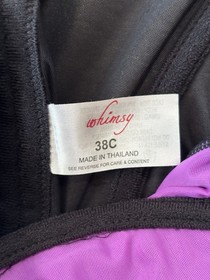 whimsy
38C
MADE IN THAILAND
SEE REVERSE FOR CARE & CONTENT